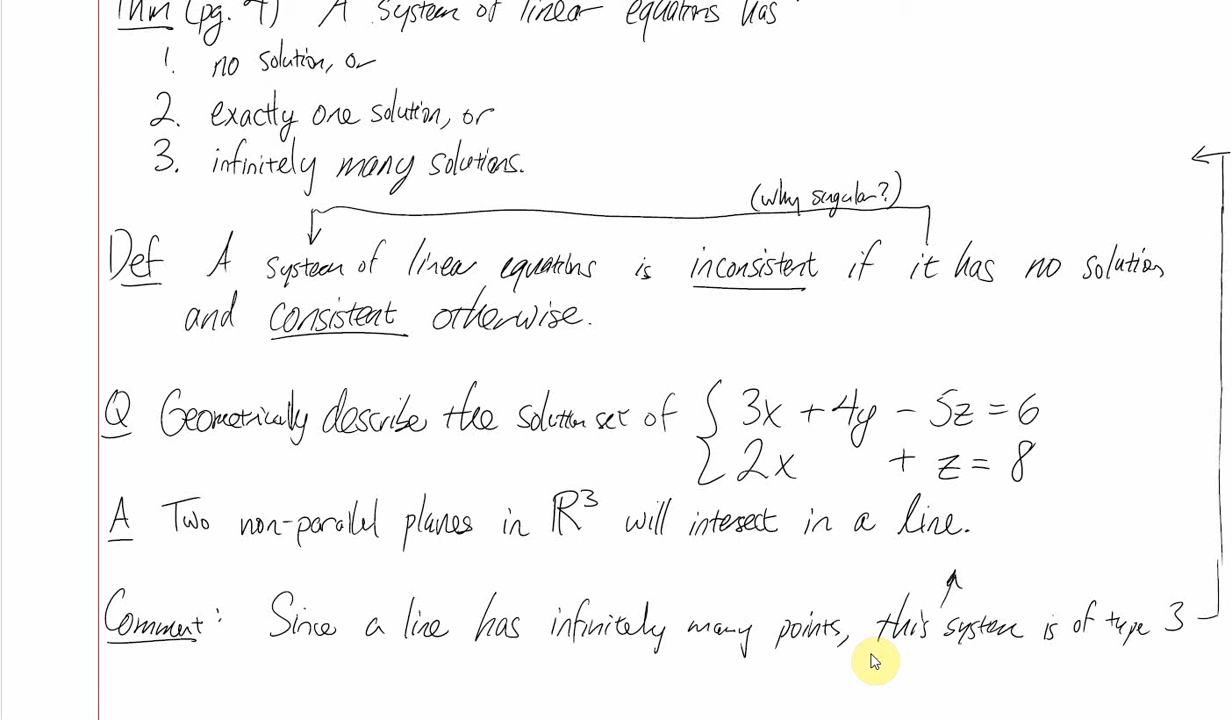 Thm (pg. 4) A system of linear equations has
1. no solution, or
2. exactly one solution, or
3. infinitely many solutions.
(why singular?)
Def A system of linear equations is inconsistent if it has no solution
and consistent otherwise.
Q Geometrically describe the solution set of { 3x + 4y - 5z = 6
2x + z = 8
A Two non-parallel planes in ℝ³ will intersect in a line.
Comment: Since a line has infinitely many points, this system is of type 3